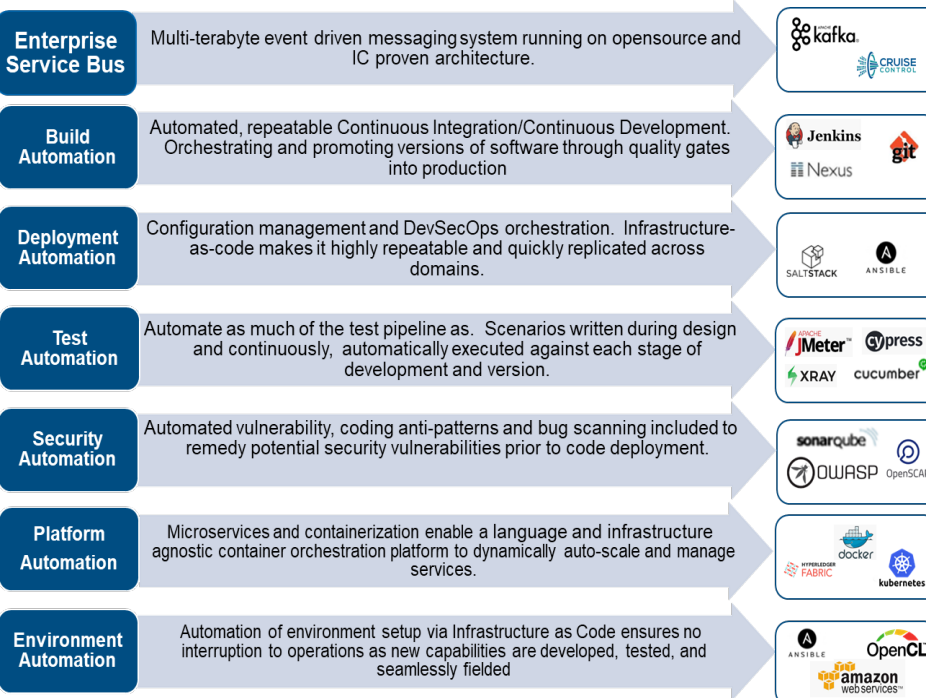 Enterprise
Service Bus
Multi-terabyte event driven messaging system running on opensource and
IC proven architecture.
APACHE
kafka.
CRUISE
CONTROL
Build
Automation
Automated, repeatable Continuous Integration/Continuous Development.
Orchestrating and promoting versions of software through quality gates
into production
Jenkins
git
Nexus
Deployment
Automation
Configuration management and DevSecOps orchestration. Infrastructure-
as-code makes it highly repeatable and quickly replicated across
domains.
SALTSTACK
ANSIBLE
Test
Automation
Automate as much of the test pipeline as. Scenarios written during design
and continuously, automatically executed against each stage of
development and version.
APACHE
JMeter™
cypress
XRAY
cucumber
Security
Automation
Automated vulnerability, coding anti-patterns and bug scanning included to
remedy potential security vulnerabilities prior to code deployment.
sonarqube
OWASP
OpenSCAP
Platform
Automation
Microservices and containerization enable a language and infrastructure
agnostic container orchestration platform to dynamically auto-scale and manage
services.
docker
HYPERLEDGER
FABRIC
kubernetes
Environment
Automation
Automation of environment setup via Infrastructure as Code ensures no
interruption to operations as new capabilities are developed, tested, and
seamlessly fielded
ANSIBLE
OpenCL
amazon
web services™